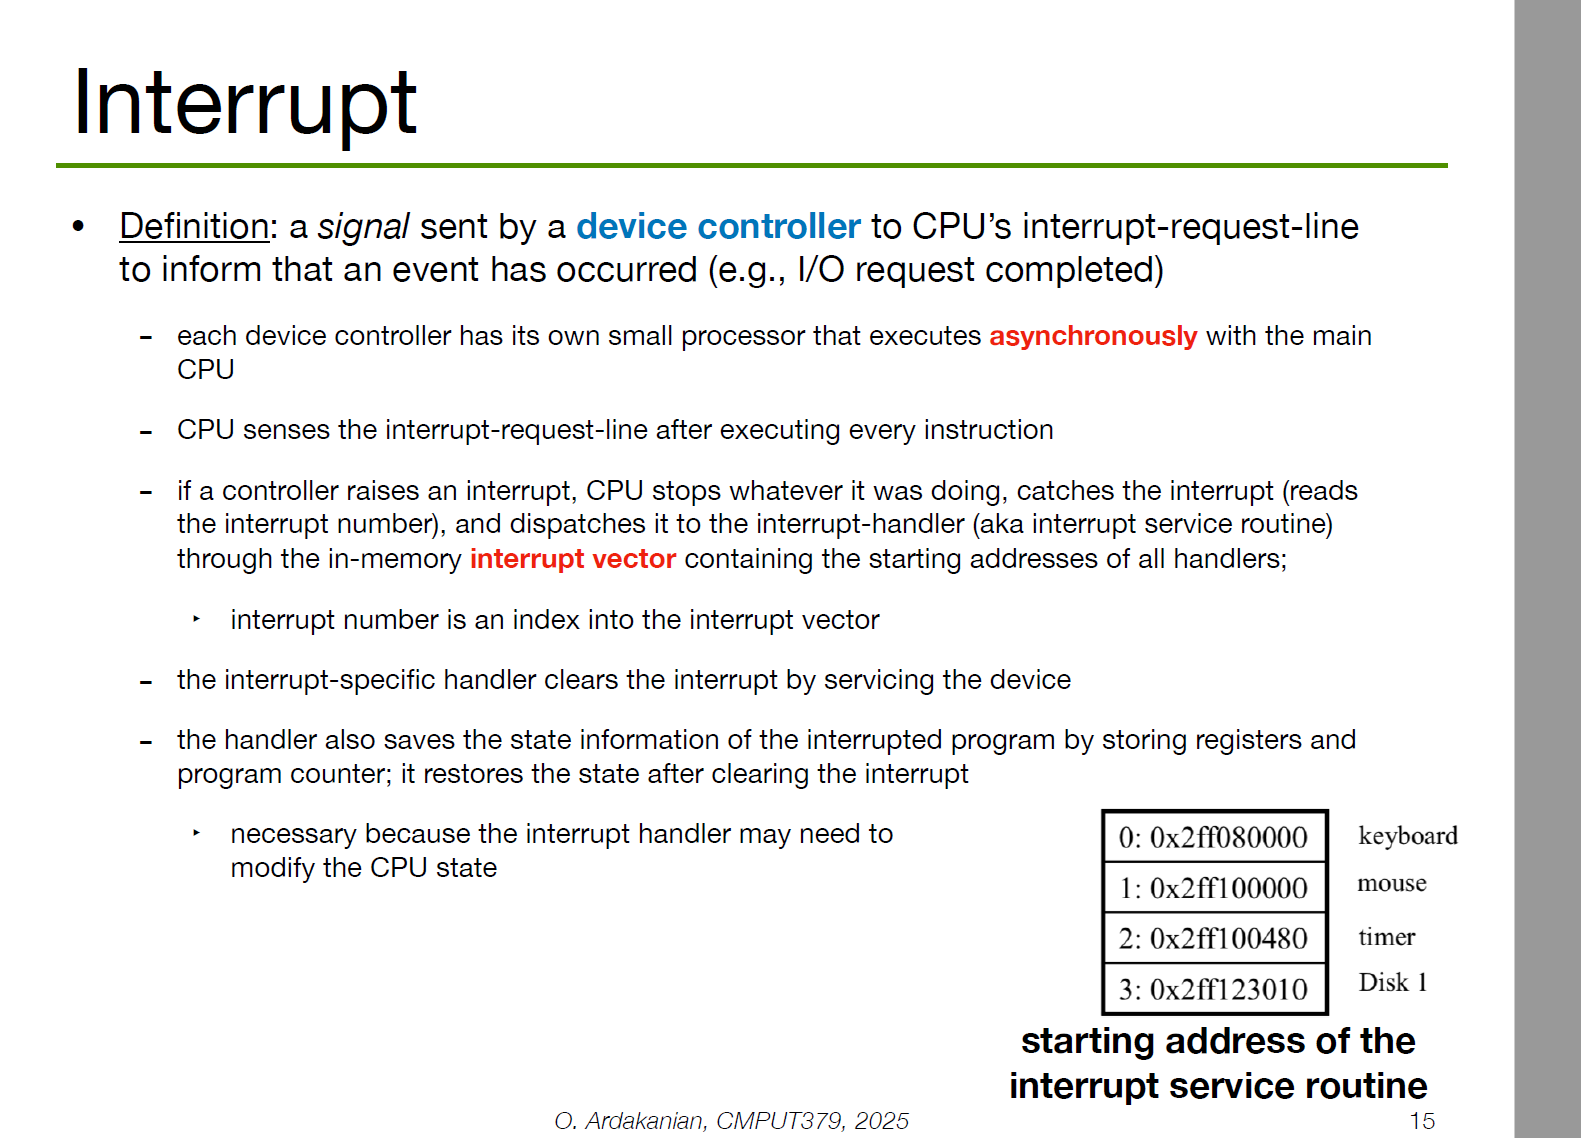 Interrupt
• Definition: a signal sent by a device controller to CPU’s interrupt-request-line
to inform that an event has occurred (e.g., I/O request completed)
– each device controller has its own small processor that executes asynchronously with the main
CPU
– CPU senses the interrupt-request-line after executing every instruction
– if a controller raises an interrupt, CPU stops whatever it was doing, catches the interrupt (reads
the interrupt number), and dispatches it to the interrupt-handler (aka interrupt service routine)
through the in-memory interrupt vector containing the starting addresses of all handlers;
‣ interrupt number is an index into the interrupt vector
– the interrupt-specific handler clears the interrupt by servicing the device
– the handler also saves the state information of the interrupted program by storing registers and
program counter; it restores the state after clearing the interrupt
‣ necessary because the interrupt handler may need to
modify the CPU state
0: 0x2ff080000 keyboard
1: 0x2ff100000 mouse
2: 0x2ff100480 timer
3: 0x2ff123010 Disk 1
starting address of the
interrupt service routine
O. Ardakanian, CMPUT379, 2025 15